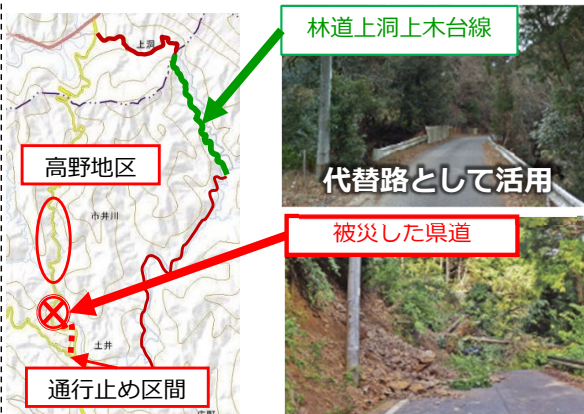 林道上洞上木台線
上洞
代替路として活用
高野地区
市井川
被災した県道
土井
通行止め区間